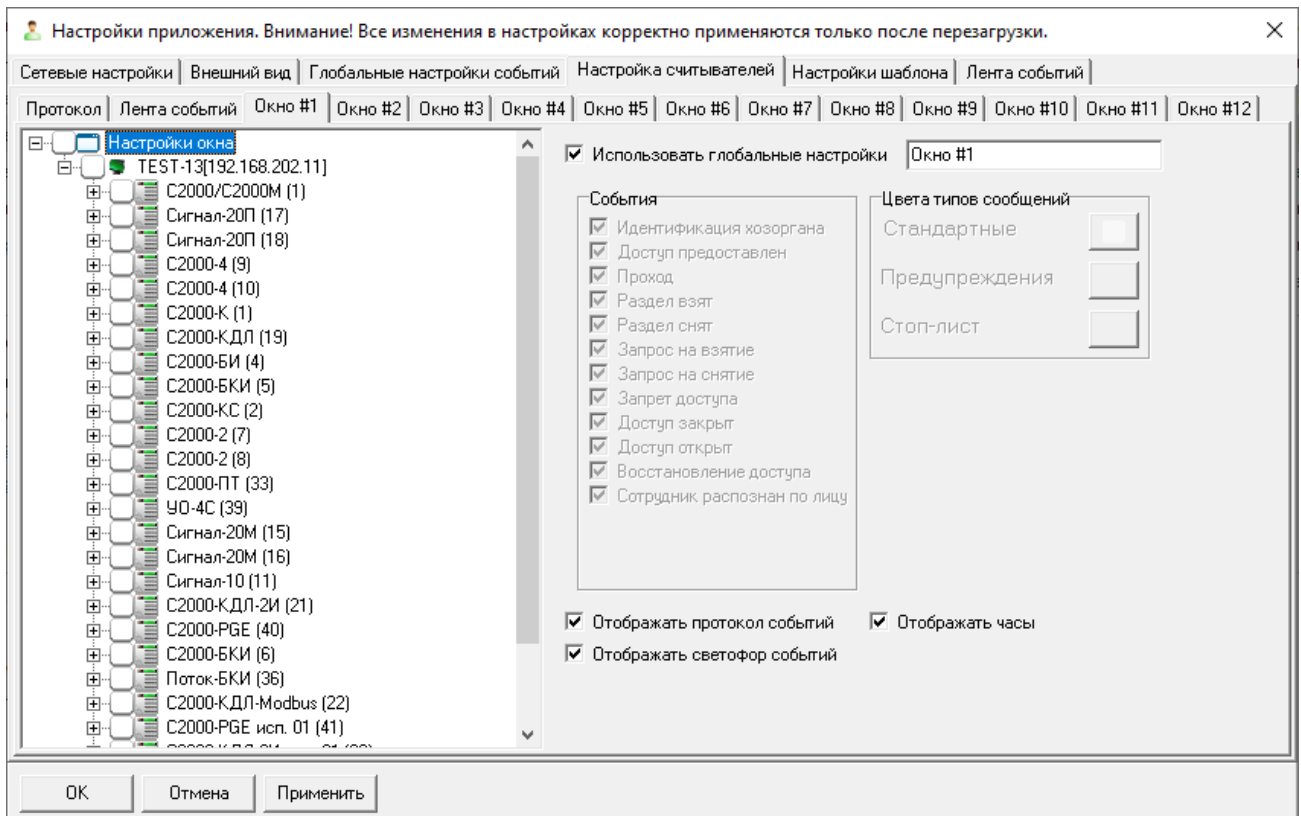 Настройки приложения. Внимание! Все изменения в настройках корректно применяются только после перезагрузки.
Сетевые настройки Внешний вид Глобальные настройки событий Настройка считывателей Настройки шаблона Лента событий
Протокол Лента событий Окно #1 Окно #2 Окно #3 Окно #4 Окно #5 Окно #6 Окно #7 Окно #8 Окно #9 Окно #10 Окно #11 Окно #12
Настройки окна
TEST-13[192.168.202.11]
С2000/С2000М (1)
Сигнал-20П (17)
Сигнал-20П (18)
С2000-4 (9)
С2000-4 (10)
С2000-К (1)
С2000-КДЛ (19)
С2000-БИ (4)
С2000-БКИ (5)
С2000-КС (2)
С2000-2 (7)
С2000-2 (8)
С2000-ПТ (33)
УО-4С (39)
Сигнал-20М (15)
Сигнал-20М (16)
Сигнал-10 (11)
С2000-КДЛ-2И (21)
С2000-PGE (40)
С2000-БКИ (6)
Поток-БКИ (36)
С2000-КДЛ-Modbus (22)
С2000-PGE исп. 01 (41)
Использовать глобальные настройки Окно #1
События
Идентификация хозоргана
Доступ предоставлен
Проход
Раздел взят
Раздел снят
Запрос на взятие
Запрос на снятие
Запрет доступа
Доступ закрыт
Доступ открыт
Восстановление доступа
Сотрудник распознан по лицу
Цвета типов сообщений
Стандартные
Предупреждения
Стоп-лист
Отображать протокол событий Отображать часы
Отображать светофор событий
OK Отмена Применить